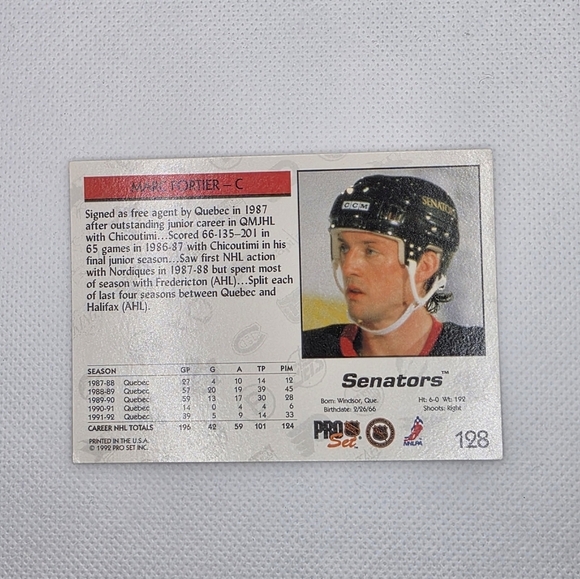 MARC FORTIER – C
Signed as free agent by Quebec in 1987
after outstanding junior career in QMJHL
with Chicoutimi...Scored 66-135–201 in
65 games in 1986-87 with Chicoutimi in his
final junior season...Saw first NHL action
with Nordiques in 1987-88 but spent most
of season with Fredericton (AHL)...Split each
of last four seasons between Quebec and
Halifax (AHL).
CCM
SENATORS
SEASON GP G A TP PIM
1987-88 Quebec 27 4 10 14 12
1988-89 Quebec 57 20 19 39 45
1989-90 Quebec 59 13 17 30 28
1990-91 Quebec 14 0 4 4 6
1991-92 Quebec 39 5 9 14 33
CAREER NHL TOTALS 196 42 59 101 124
PRINTED IN THE U.S.A.
© 1992 PRO SET INC.
Senators™
Born: Windsor, Que. Ht: 6-0 Wt: 192
Birthdate: 2/26/66 Shoots: Right
PRO Set
NHLPA
128